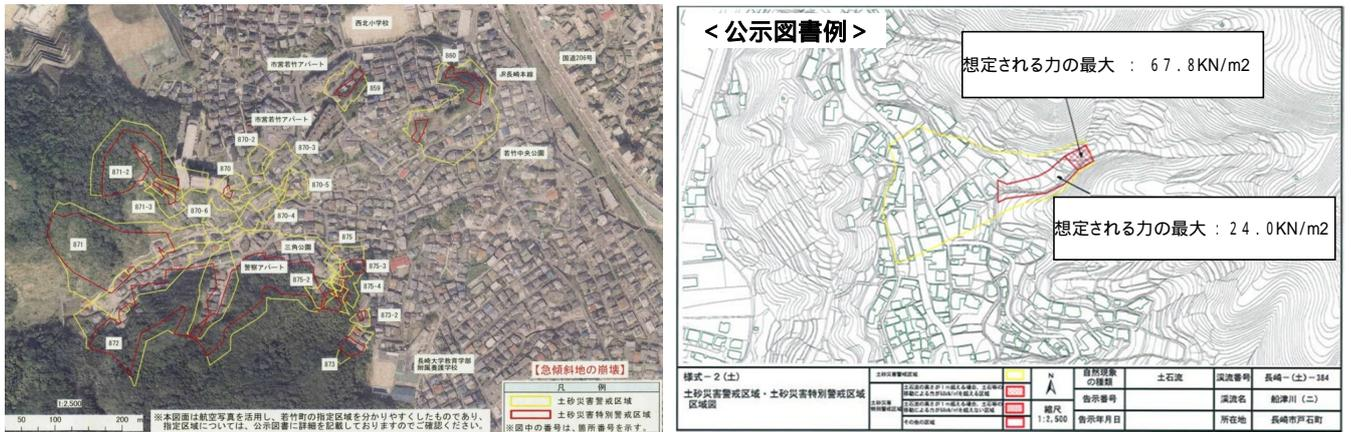 西北小学校
市営若竹アパート
859
860
JR長崎本線
国道206号
市営若竹アパート
若竹中央公園
870-2
870-3
870
870-5
871-2
871-3
870-6
870-4
871
三角公園
875
警察アパート
875-2
875-3
875-4
873-2
872
873
長崎大学教育学部
附属養護学校
【急傾斜地の崩壊】
凡 例
土砂災害警戒区域
土砂災害特別警戒区域
※図中の番号は、箇所番号を示す。
1:2,500
50 0 100 200 m
※本図面は航空写真を活用し、若竹町の指定区域を分かりやすくしたものであり、
指定区域については、公示図書に詳細を記載しておりますのでご確認ください。
<公示図書例>
想定される力の最大 : 67.8KN/m2
想定される力の最大 : 24.0KN/m2
様式-2(土)
土砂災害警戒区域・土砂災害特別警戒区域
区域図
土砂災害警戒区域
土砂災害
特別警戒区域
その他の区域
N
縮尺
1:2,500
自然現象
の種類
土石流
渓流番号
長崎-(土)-384
告示番号
渓流名
船津川(二)
告示年月日
所在地
長崎市戸石町